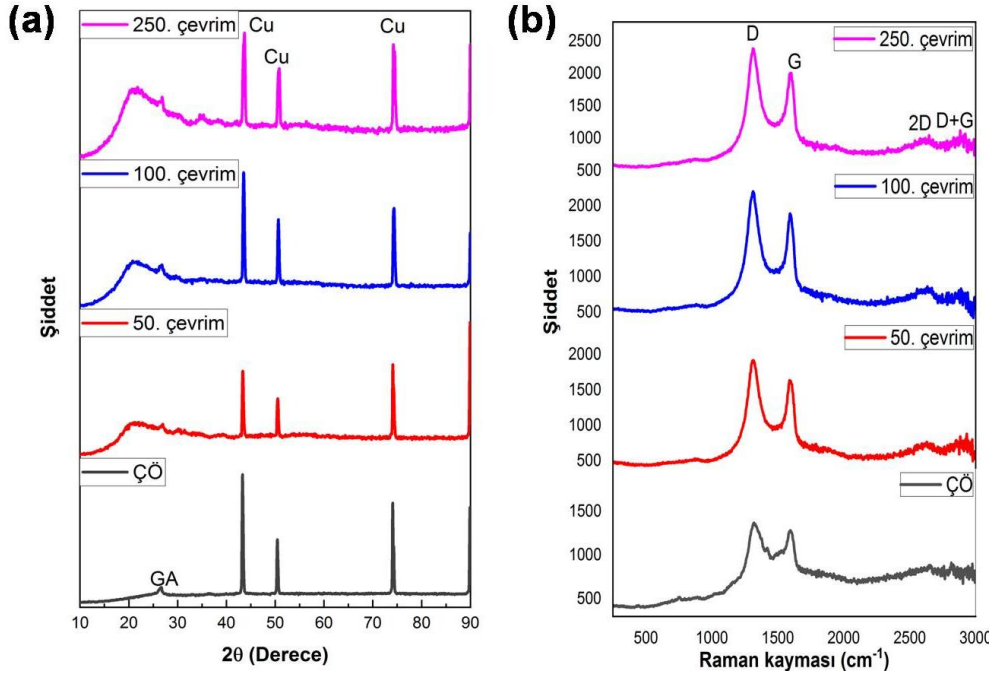 (a)
250. çevrim
Cu
Cu
Cu
100. çevrim
50. çevrim
ÇÖ
GA
Şiddet
10 20 30 40 50 60 70 80 90
2θ (Derece)
(b)
250. çevrim
D
G
2D D+G
2500
2000
1500
1000
500
100. çevrim
2000
1500
1000
500
50. çevrim
2000
1500
1000
500
ÇÖ
1500
1000
500
Şiddet
500 1000 1500 2000 2500 3000
Raman kayması (cm⁻¹)